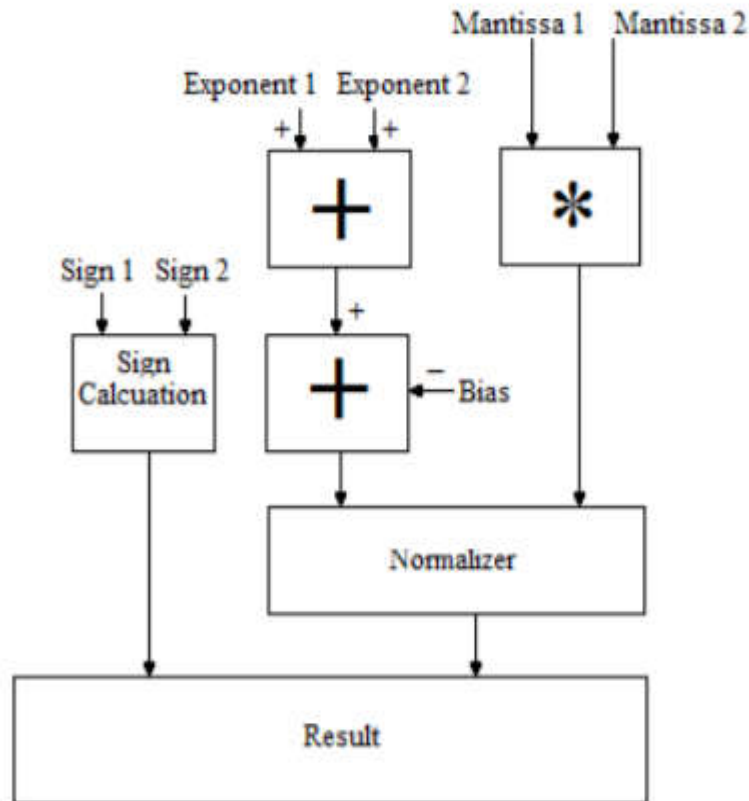 Mantissa 1 Mantissa 2
Exponent 1 Exponent 2
+ +
+
*
Sign 1 Sign 2
+
Sign
Calcuation
+
− Bias
Normalizer
Result